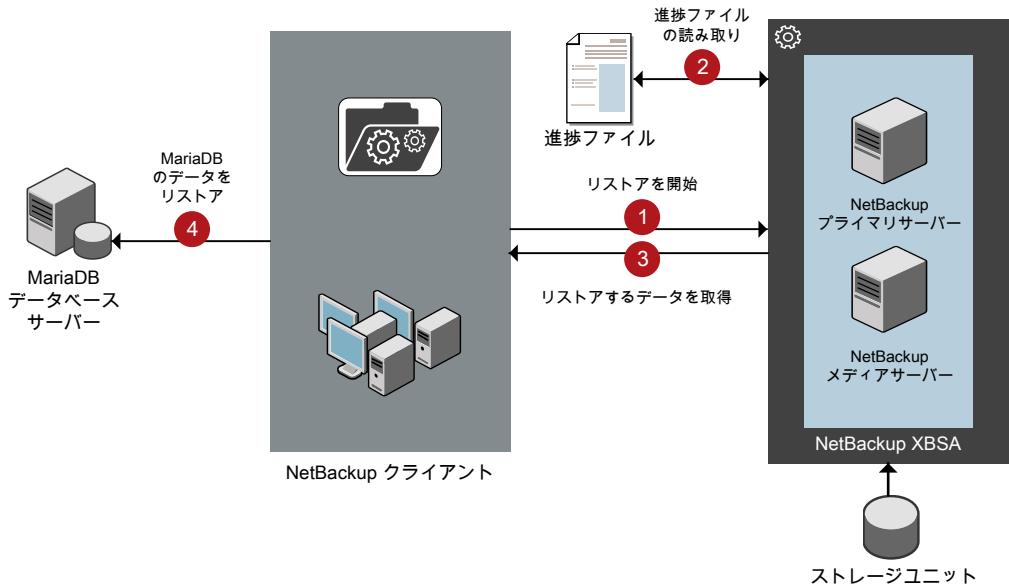 進捗ファイル
の読み取り
2
進捗ファイル
MariaDB
のデータを
リストア
4
リストアを開始
1
3
リストアするデータを取得
MariaDB
データベース
サーバー
NetBackup クライアント
NetBackup
プライマリサーバー
NetBackup
メディアサーバー
NetBackup XBSA
ストレージユニット